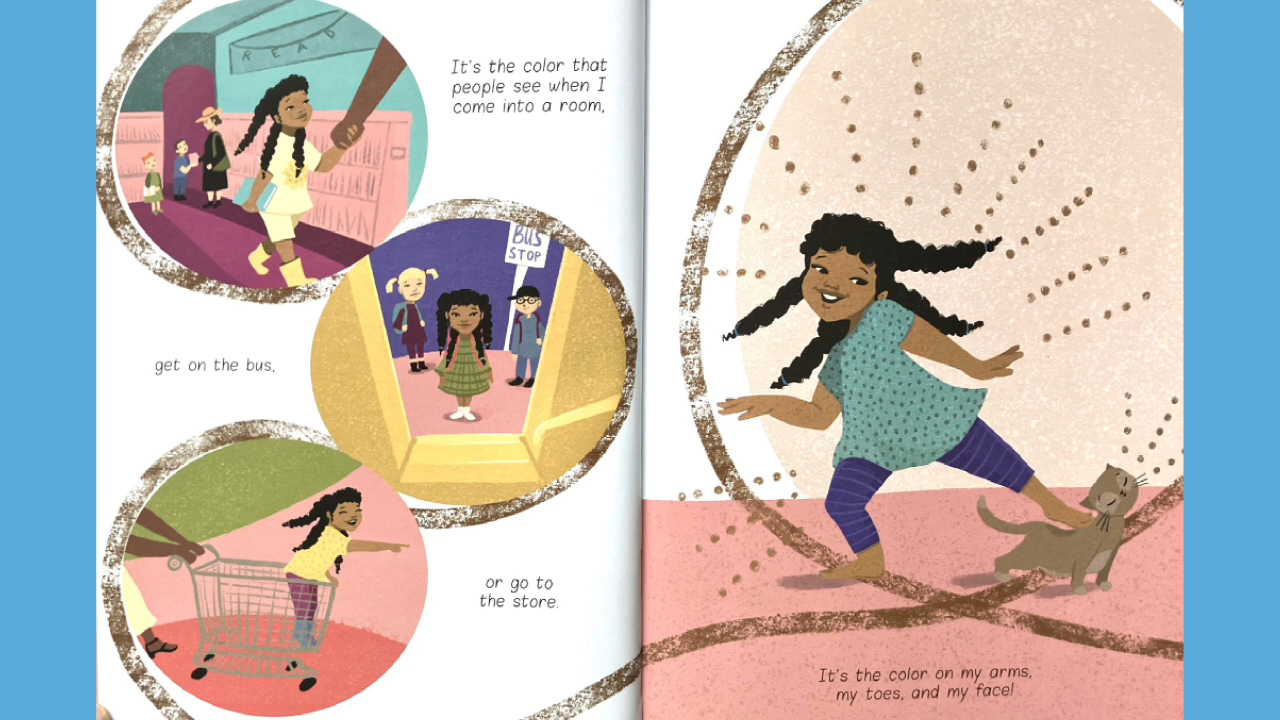 READ
It's the color that
people see when I
come into a room,
BUS
STOP
get on the bus,
or go to
the store.
It's the color on my arms,
my toes, and my face!